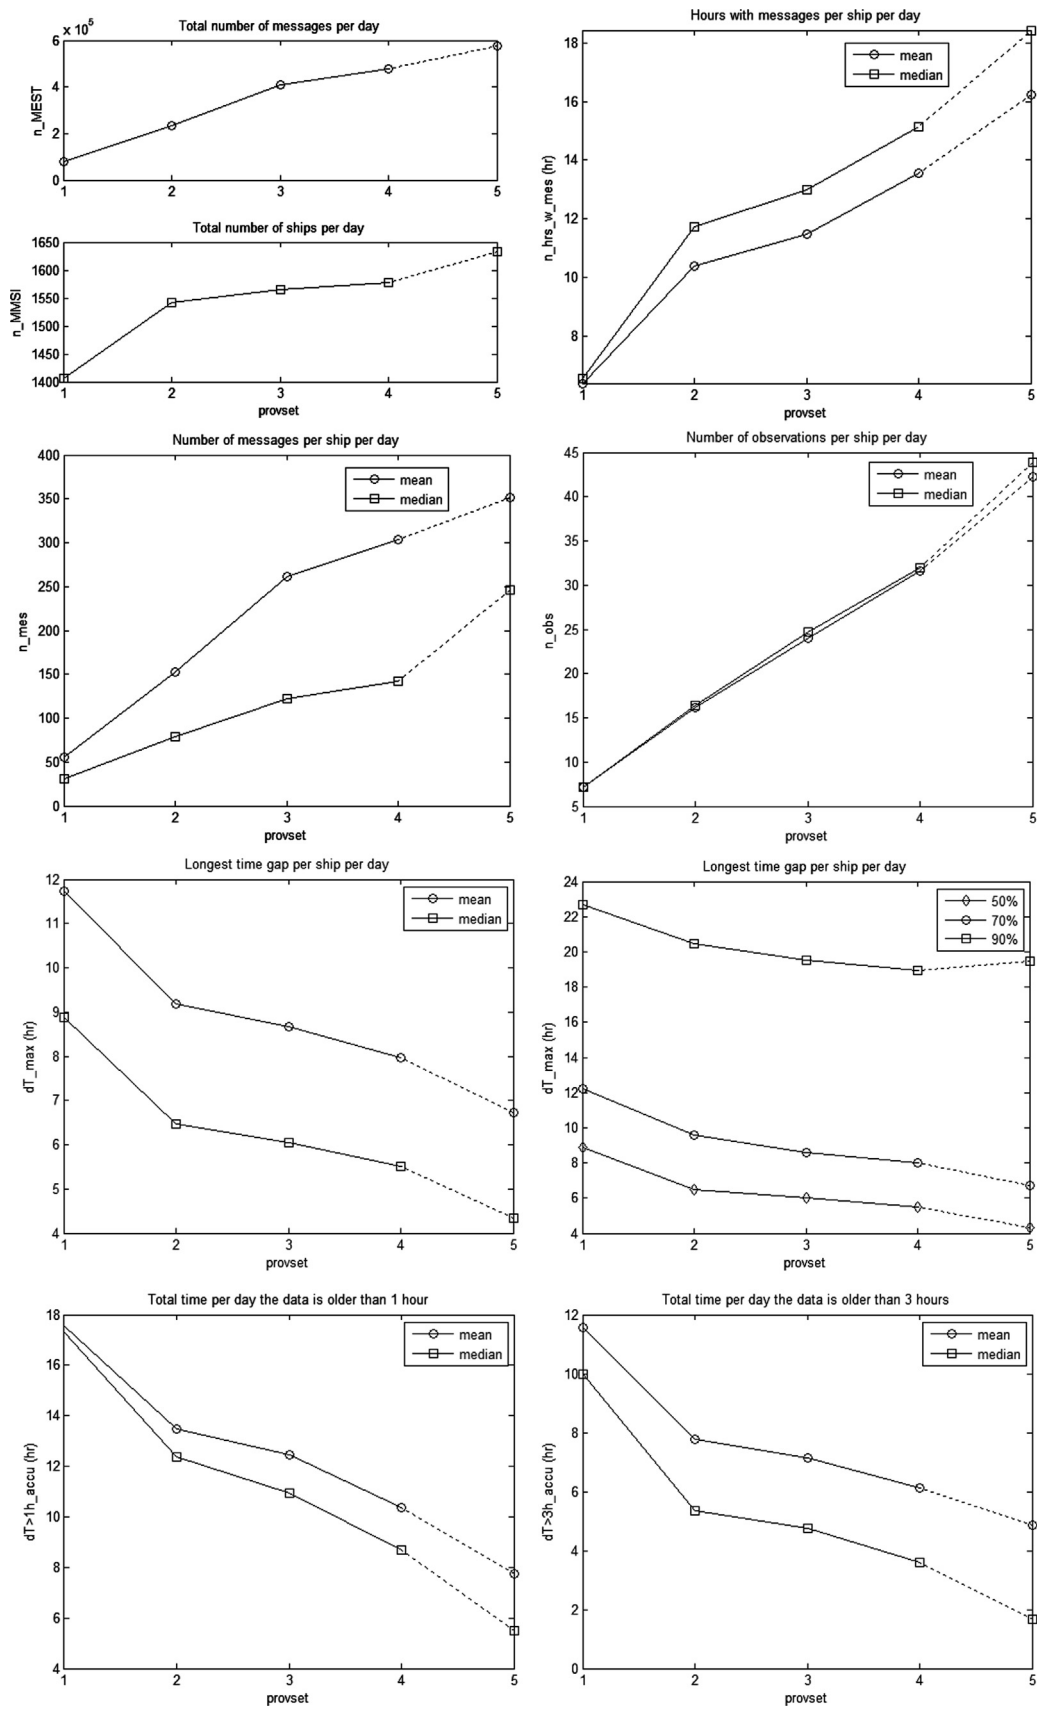 Total number of messages per day
x 10^5
6
4
2
0
n_MEST
1 2 3 4 5
Total number of ships per day
1650
1600
1550
1500
1450
1400
n_MMSI
1 2 3 4 5
provset
Hours with messages per ship per day
mean
median
18
16
14
12
10
8
n_hrs_w_mes (hr)
1 2 3 4 5
provset
Number of messages per ship per day
mean
median
400
350
300
250
200
150
100
50
0
n_mes
1 2 3 4 5
provset
Number of observations per ship per day
mean
median
45
40
35
30
25
20
15
10
5
n_obs
1 2 3 4 5
provset
Longest time gap per ship per day
mean
median
12
11
10
9
8
7
6
5
4
dT_max (hr)
1 2 3 4 5
provset
Longest time gap per ship per day
50%
70%
90%
24
22
20
18
16
14
12
10
8
6
4
dT_max (hr)
1 2 3 4 5
provset
Total time per day the data is older than 1 hour
mean
median
18
16
14
12
10
8
6
4
dT>1h_accu (hr)
1 2 3 4 5
provset
Total time per day the data is older than 3 hours
mean
median
12
10
8
6
4
2
0
dT>3h_accu (hr)
1 2 3 4 5
provset